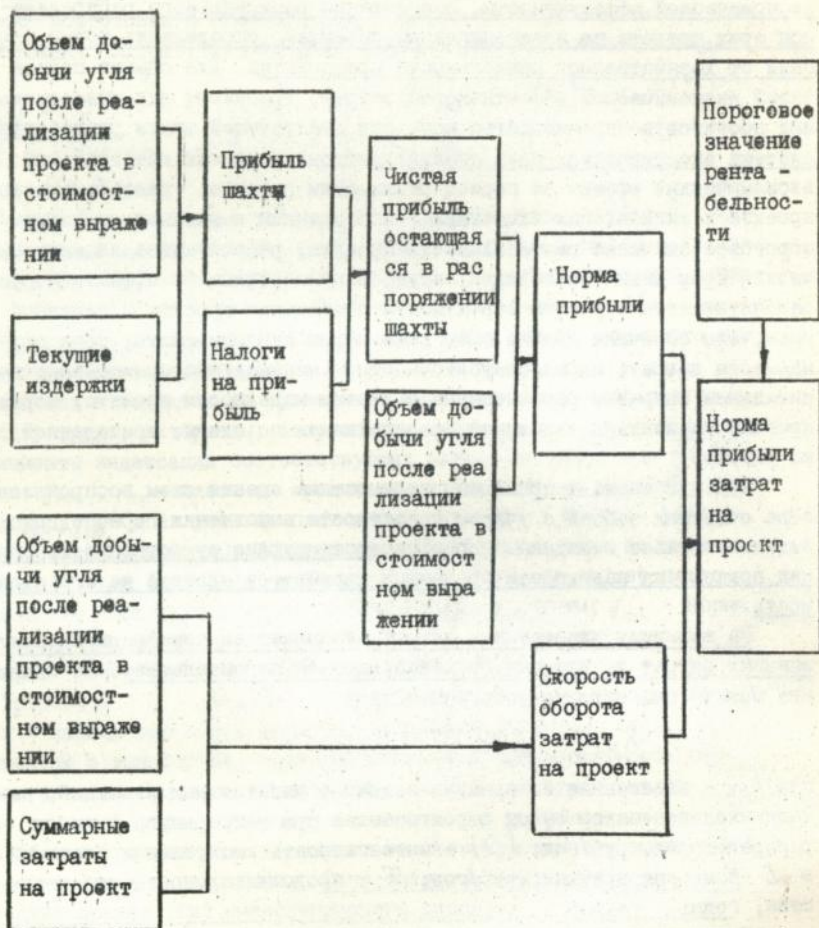 Объем до-
бычи угля
после реа-
лизации
проекта в
стоимост-
ном выраже
нии
Текущие
издержки
Прибыль
шахты
Налоги
на при-
быль
Чистая
прибыль
остающая
ся в рас
поряжении
шахты
Объем до-
бычи угля
после реа
лизации
проекта в
стоимост
ном выра
жении
Норма
прибыли
Пороговое
значение
рента -
бельнос-
ти
Норма
прибыли
затрат
на
проект
Объем добы-
чи угля
после реа-
лизации
проекта в
стоимост-
ном выраже
нии
Суммарные
затраты
на проект
Скорость
оборота
затрат
на проект